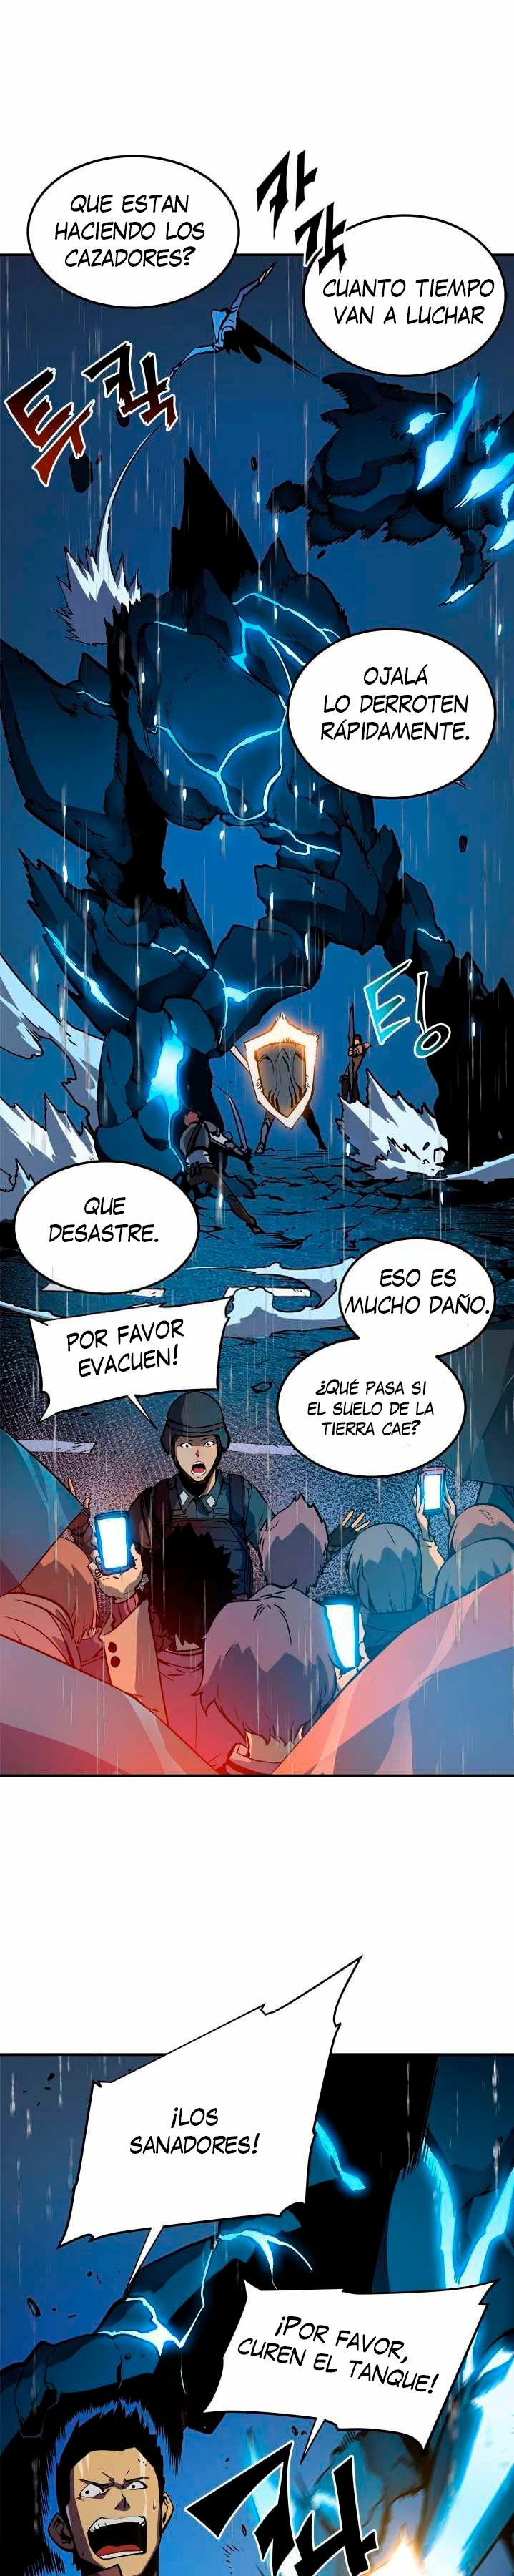 QUE ESTAN
HACIENDO LOS
CAZADORES?
CUANTO TIEMPO
VAN A LUCHAR
OJALÁ
LO DERROTEN
RÁPIDAMENTE.
QUE
DESASTRE.
ESO ES
MUCHO DAÑO.
POR FAVOR
EVACUEN!
¿QUÉ PASA SI
EL SUELO DE LA
TIERRA CAE?
¡LOS
SANADORES!
¡POR FAVOR,
CUREN EL TANQUE!